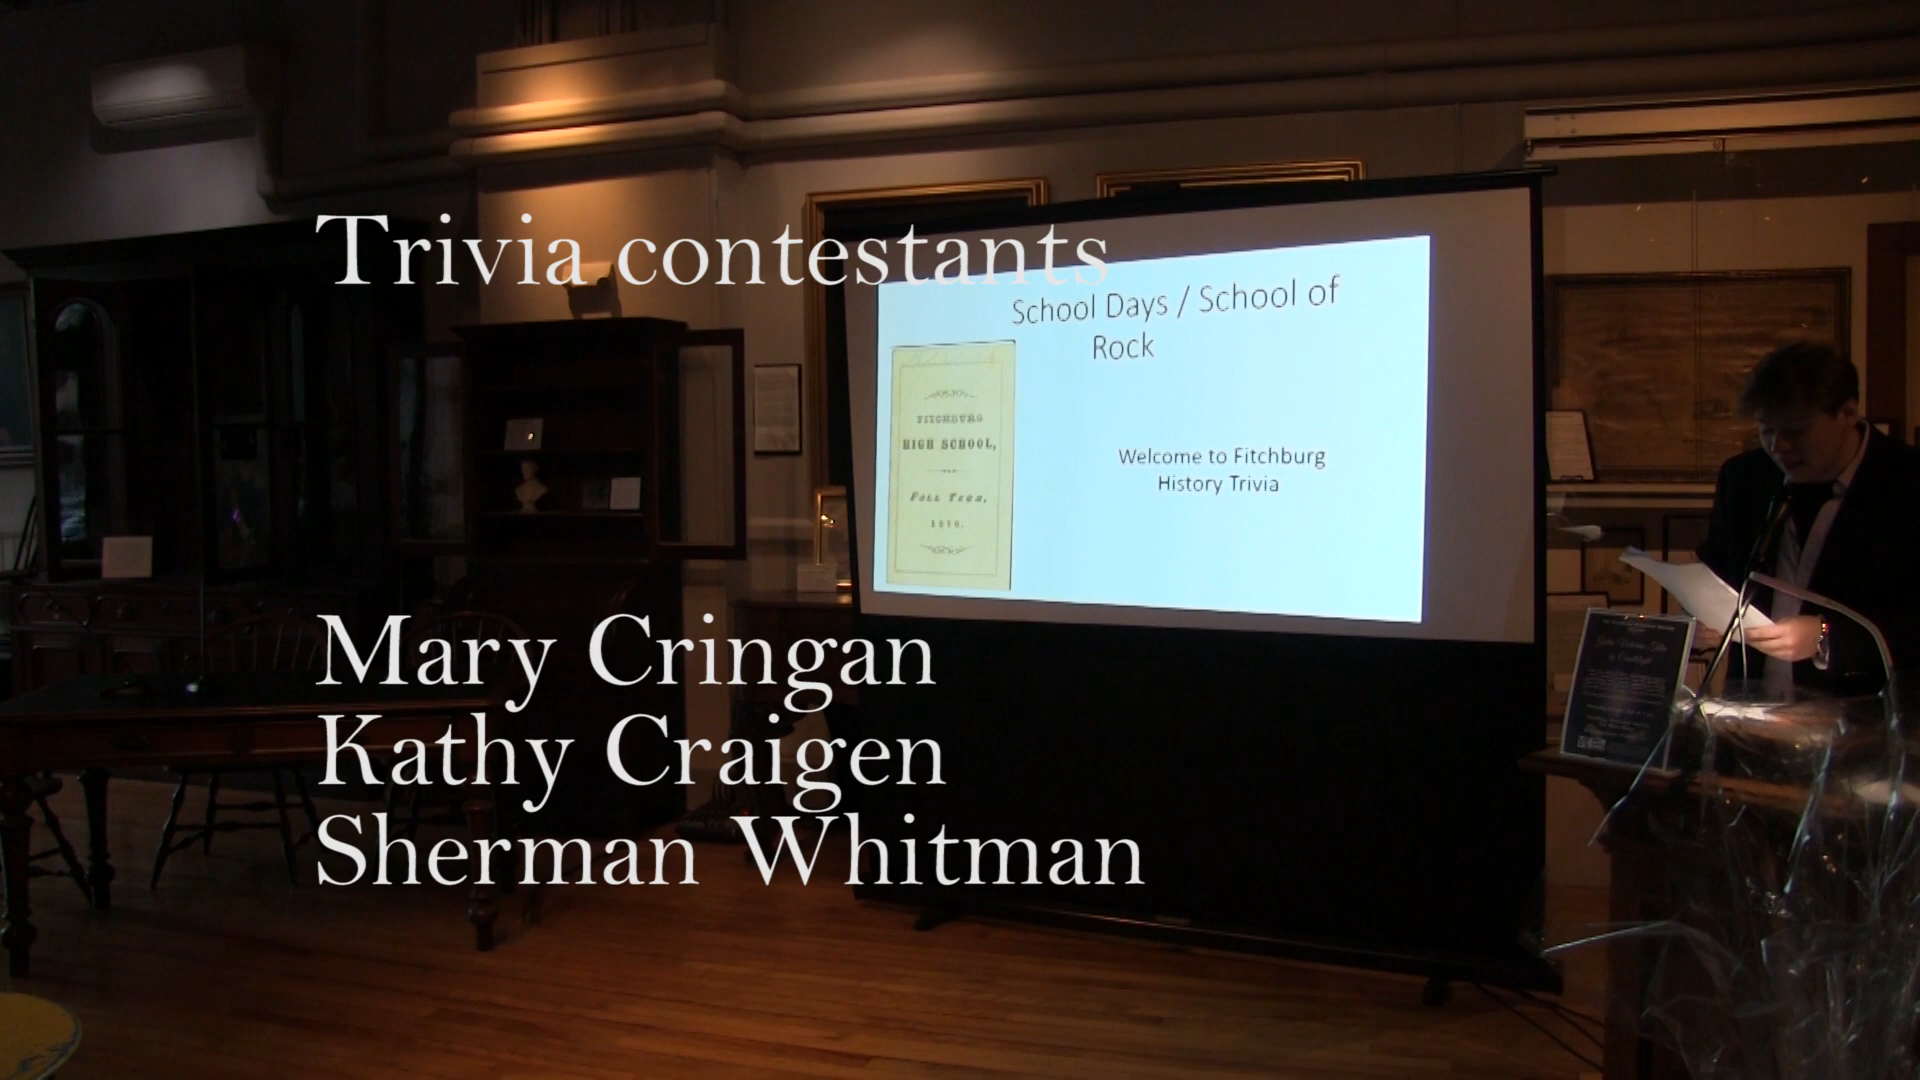 Trivia contestants
School Days / School of
Rock
FITCHBURG
HIGH SCHOOL,
FALL TERM,
Welcome to Fitchburg
History Trivia
Mary Cringan
Kathy Craigen
Sherman Whitman